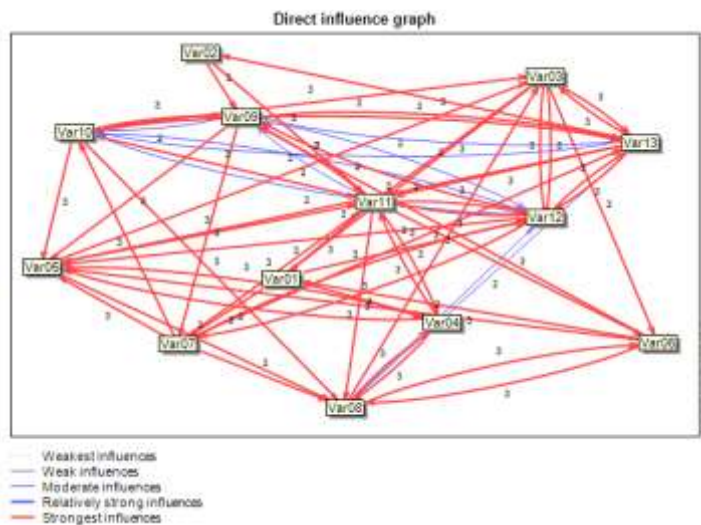 Direct influence graph
Var02
Var03
Var09
Var10
Var13
Var11
Var12
Var05
Var01
Var04
Var07
Var06
Var08
Weakest influences
Weak influences
Moderate influences
Relatively strong influences
Strongest influences